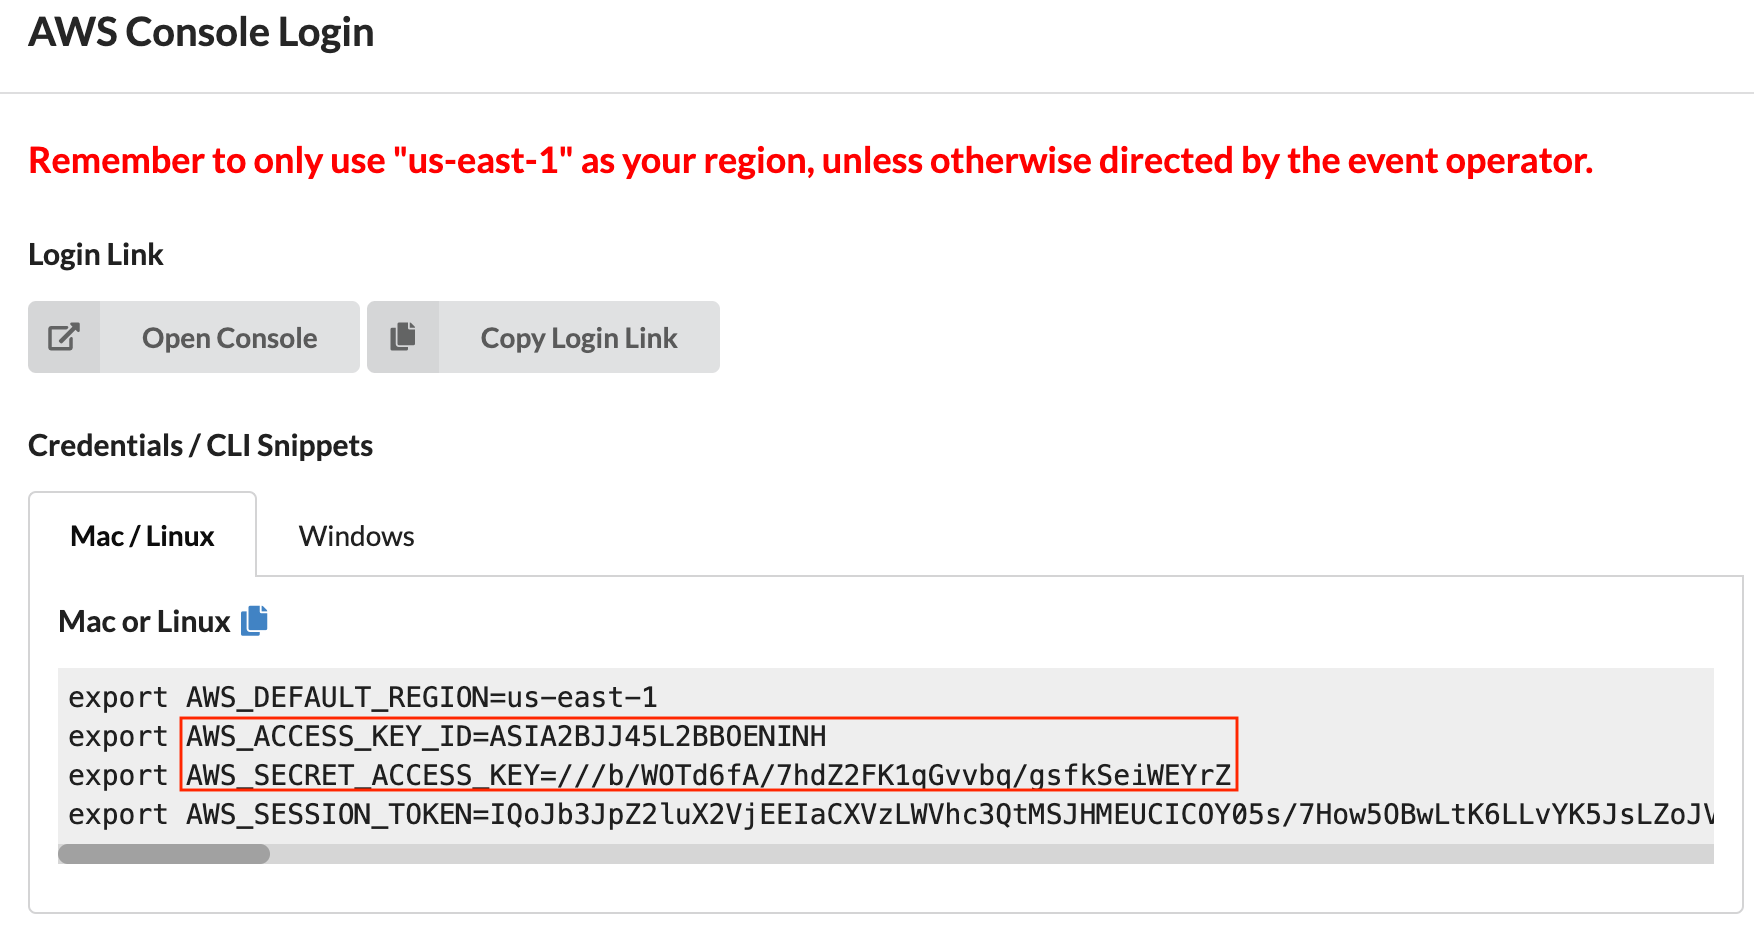 AWS Console Login
Remember to only use "us-east-1" as your region, unless otherwise directed by the event operator.
Login Link
Open Console
Copy Login Link
Credentials / CLI Snippets
Mac / Linux
Windows
Mac or Linux
export AWS_DEFAULT_REGION=us-east-1
export AWS_ACCESS_KEY_ID=ASIA2BJJ45L2BBOENINH
export AWS_SECRET_ACCESS_KEY=///b/WOTd6fA/7hdZ2FK1qGvvbq/gsfkSeiWEYrZ
export AWS_SESSION_TOKEN=IQoJb3JpZ2luX2VjEEIaCXVzLWVhc3QtMSJHMEUCICOY05s/7How5OBwLtK6LLvYK5JsLZoJV